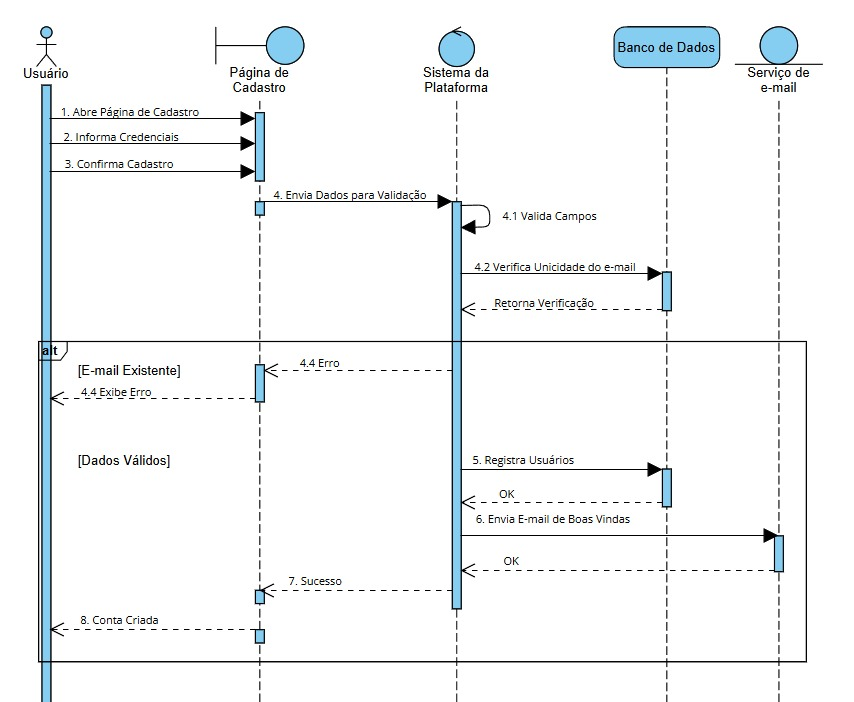 Usuário
Página de
Cadastro
Sistema da
Plataforma
Banco de Dados
Serviço de
e-mail
1. Abre Página de Cadastro
2. Informa Credenciais
3. Confirma Cadastro
4. Envia Dados para Validação
4.1 Valida Campos
4.2 Verifica Unicidade do e-mail
Retorna Verificação
alt
[E-mail Existente]
4.4 Erro
4.4 Exibe Erro
[Dados Válidos]
5. Registra Usuários
OK
6. Envia E-mail de Boas Vindas
OK
7. Sucesso
8. Conta Criada